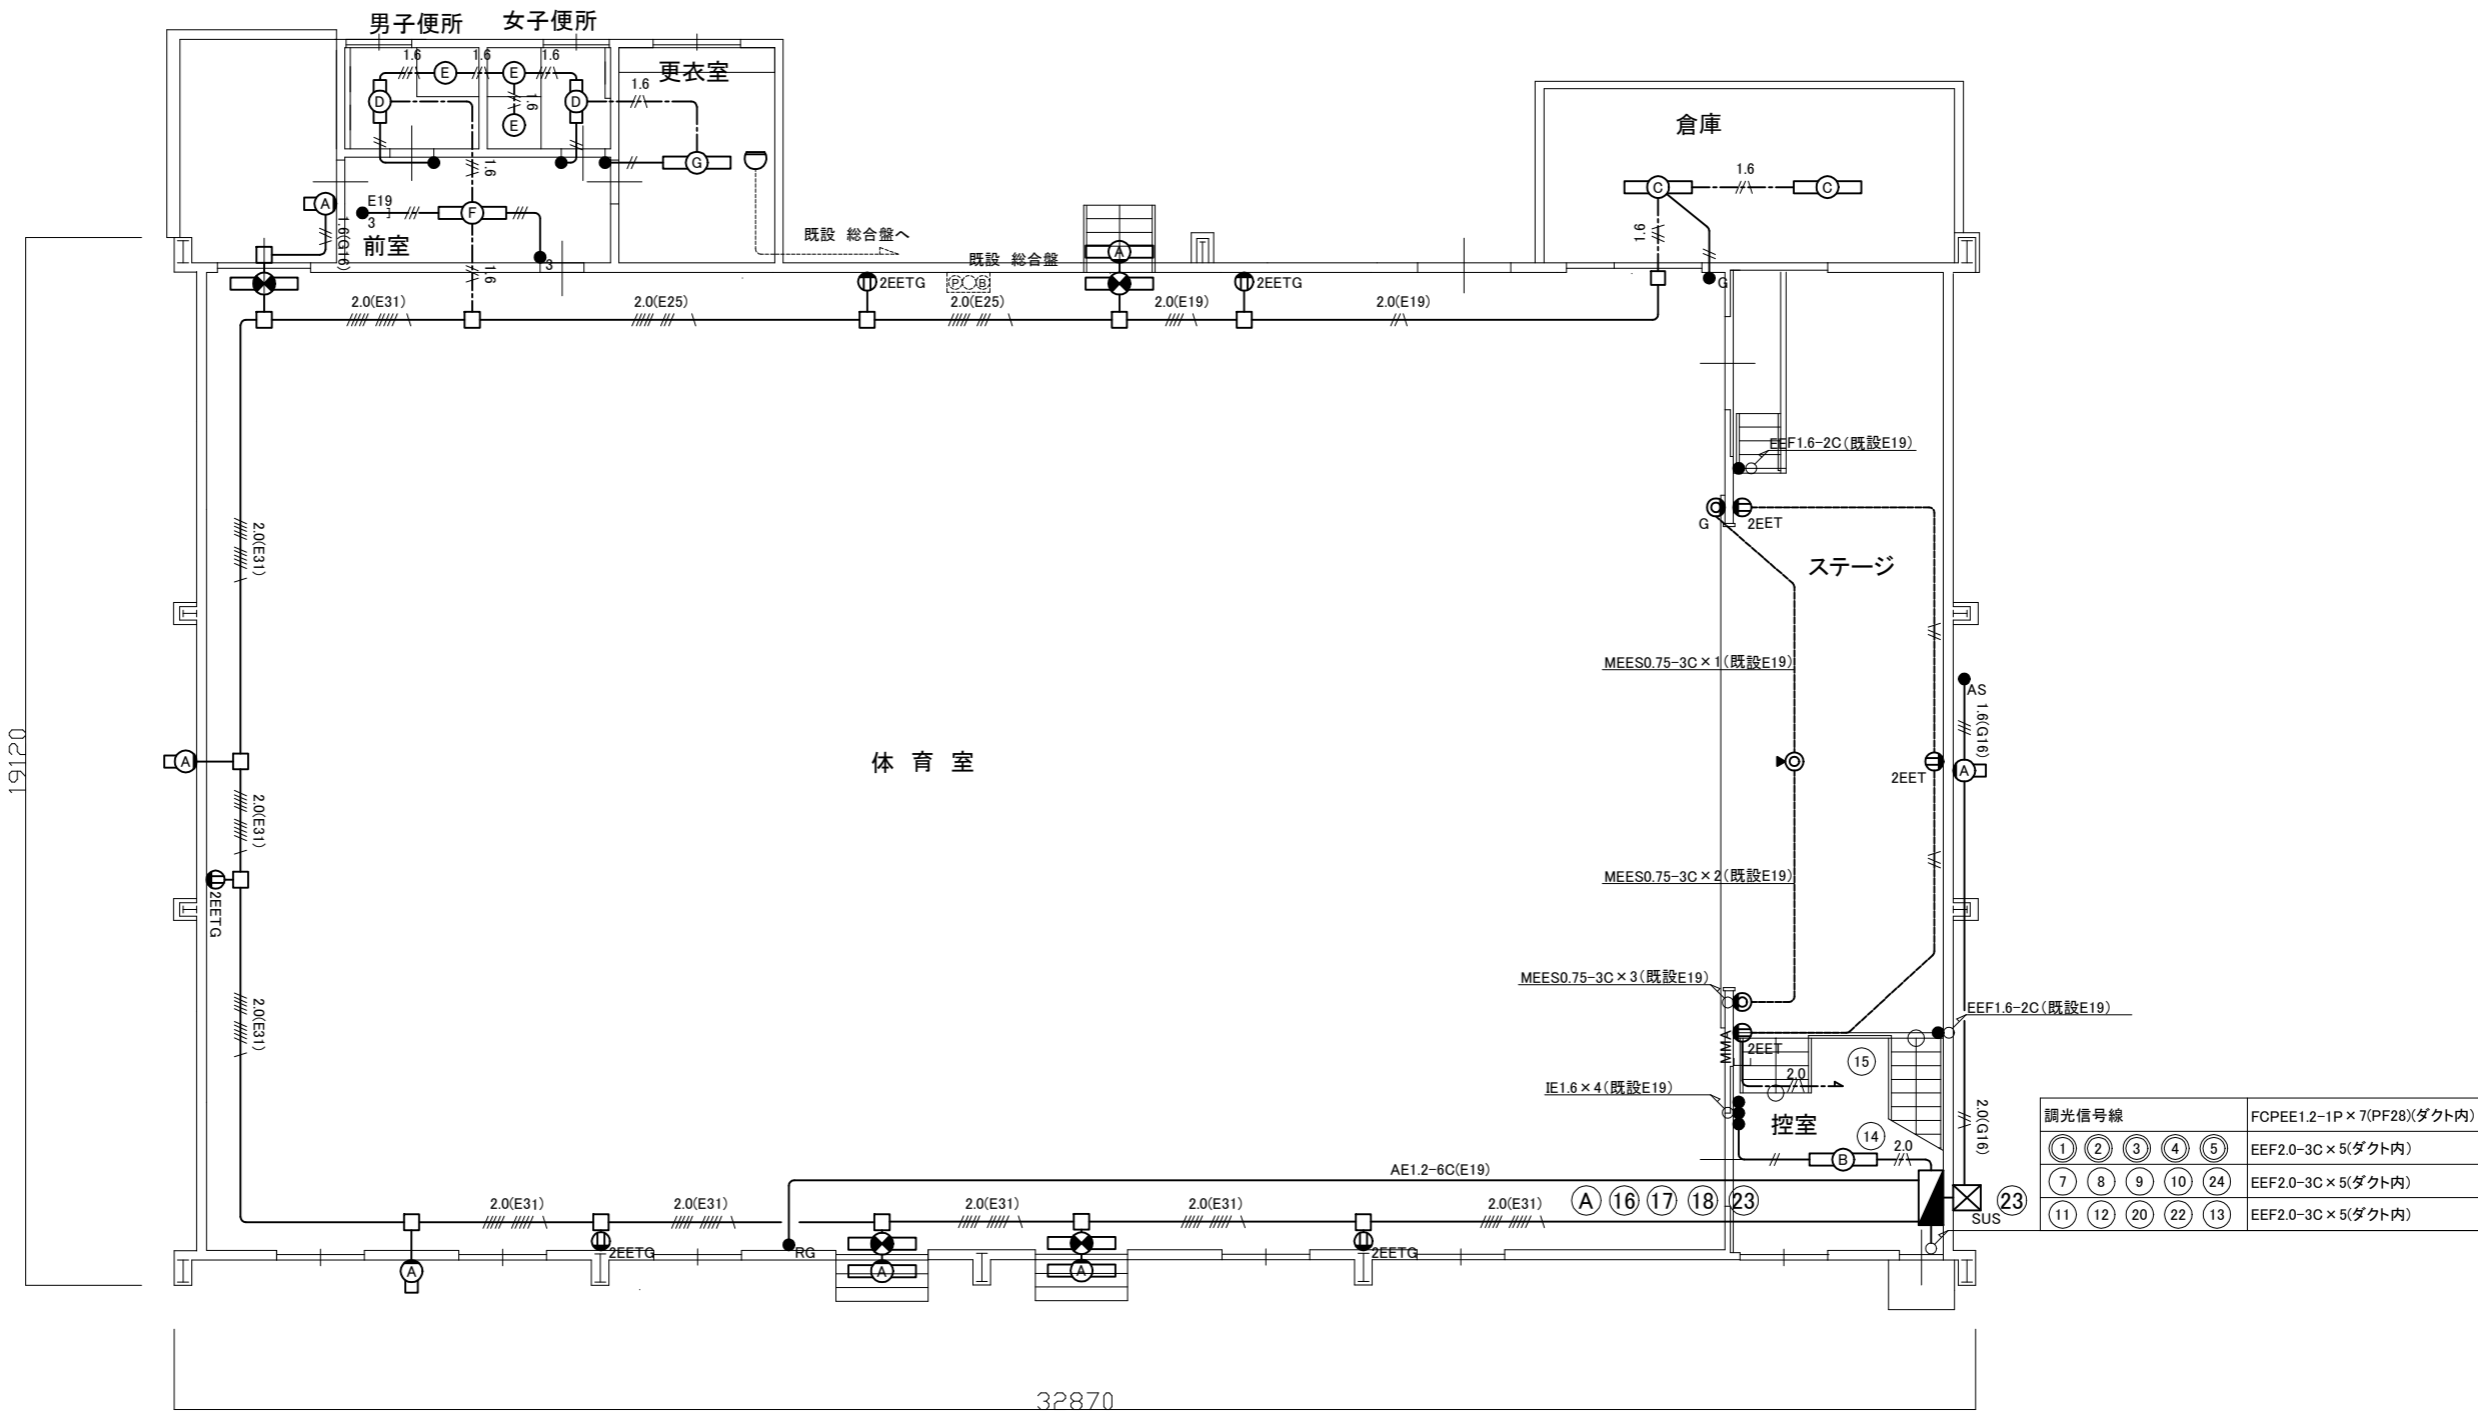 男子便所
女子便所
1.6
1.6
1.6
E
E
更衣室
D
D
1.6
1.6
E
倉庫
G
1.6
C
C
A
E19
3
1.6
F
1.6(G16)
前室
3
1.6
既設 総合盤へ
既設 総合盤
P
B
A
1.6
G
2EETG
2EETG
2.0(E31)
2.0(E25)
2.0(E25)
2.0(E19)
2.0(E19)
EEF1.6-2C(既設E19)
G
2EET
2.0(E31)
ステージ
MEES0.75-3C×1(既設E19)
AS
1.6(G16)
19120
体 育 室
A
2EET
A
2.0(E31)
2EETG
MEES0.75-3C×2(既設E19)
2.0(E31)
MEES0.75-3C×3(既設E19)
EEF1.6-2C(既設E19)
MMA
2EET
15
2.0
IE1.6×4(既設E19)
控室
14
2.0
B
2.0(G16)
調光信号線 FCPEE1.2-1P×7(PF28)(ダクト内)
1 2 3 4 5 EEF2.0-3C×5(ダクト内)
7 8 9 10 24 EEF2.0-3C×5(ダクト内)
11 12 20 22 13 EEF2.0-3C×5(ダクト内)
AE1.2-6C(E19)
A 16 17 18 23
23
SUS
2.0(E31)
2.0(E31)
2.0(E31)
2.0(E31)
2.0(E31)
2EETG
RG
2EETG
A
A
A
32870